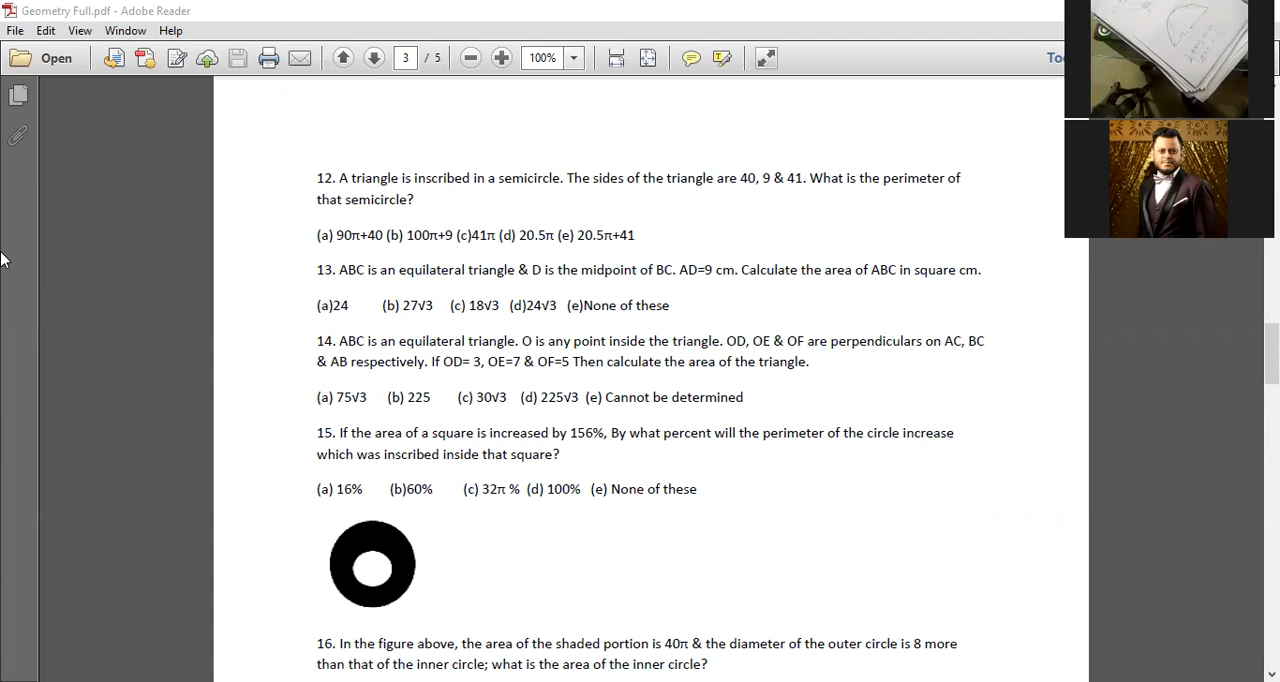 Geometry Full.pdf - Adobe Reader
File Edit View Window Help
Open 3 / 5 100% Too
12. A triangle is inscribed in a semicircle. The sides of the triangle are 40, 9 & 41. What is the perimeter of
that semicircle?
(a) 90π+40 (b) 100π+9 (c)41π (d) 20.5π (e) 20.5π+41
13. ABC is an equilateral triangle & D is the midpoint of BC. AD=9 cm. Calculate the area of ABC in square cm.
(a)24 (b) 27√3 (c) 18√3 (d)24√3 (e)None of these
14. ABC is an equilateral triangle. O is any point inside the triangle. OD, OE & OF are perpendiculars on AC, BC
& AB respectively. If OD= 3, OE=7 & OF=5 Then calculate the area of the triangle.
(a) 75√3 (b) 225 (c) 30√3 (d) 225√3 (e) Cannot be determined
15. If the area of a square is increased by 156%, By what percent will the perimeter of the circle increase
which was inscribed inside that square?
(a) 16% (b)60% (c) 32π % (d) 100% (e) None of these
16. In the figure above, the area of the shaded portion is 40π & the diameter of the outer circle is 8 more
than that of the inner circle; what is the area of the inner circle?